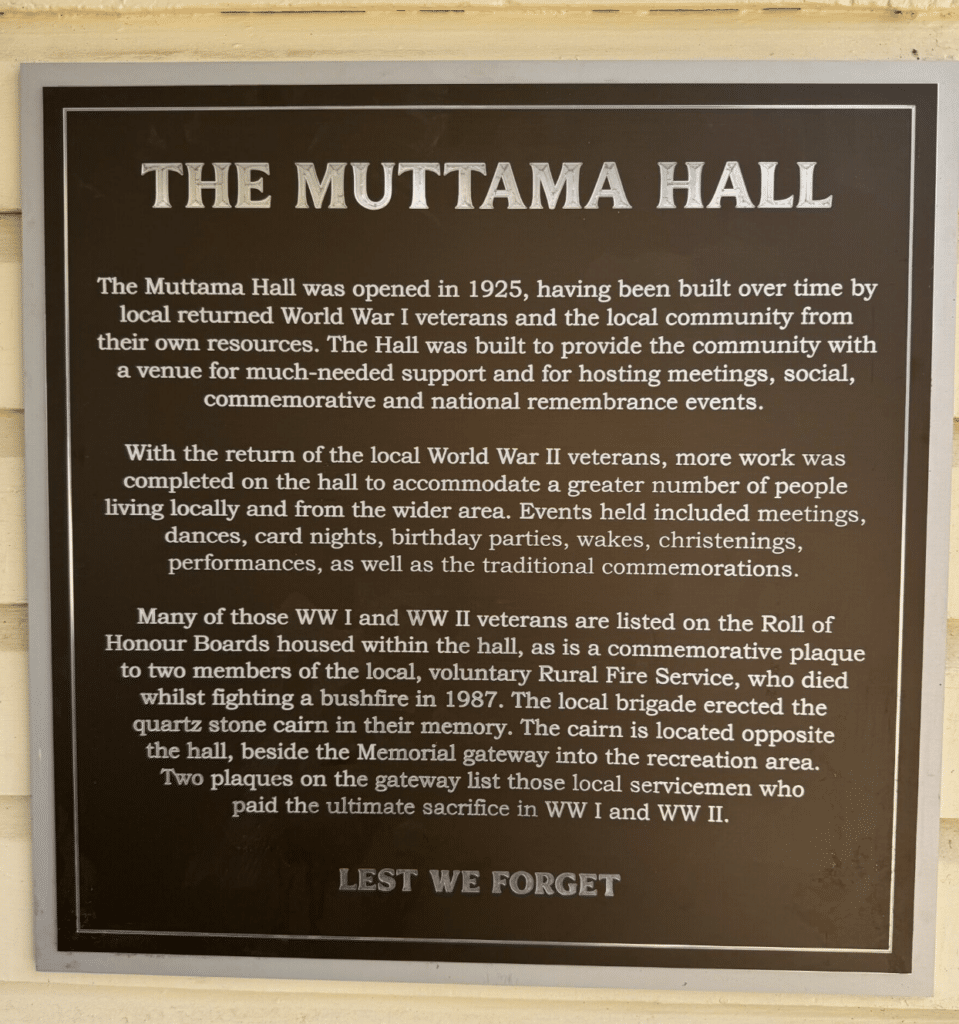 THE MUTTAMA HALL
The Muttama Hall was opened in 1925, having been built over time by
local returned World War I veterans and the local community from
their own resources. The Hall was built to provide the community with
a venue for much-needed support and for hosting meetings, social,
commemorative and national remembrance events.
With the return of the local World War II veterans, more work was
completed on the hall to accommodate a greater number of people
living locally and from the wider area. Events held included meetings,
dances, card nights, birthday parties, wakes, christenings,
performances, as well as the traditional commemorations.
Many of those WW I and WW II veterans are listed on the Roll of
Honour Boards housed within the hall, as is a commemorative plaque
to two members of the local, voluntary Rural Fire Service, who died
whilst fighting a bushfire in 1987. The local brigade erected the
quartz stone cairn in their memory. The cairn is located opposite
the hall, beside the Memorial gateway into the recreation area.
Two plaques on the gateway list those local servicemen who
paid the ultimate sacrifice in WW I and WW II.
LEST WE FORGET